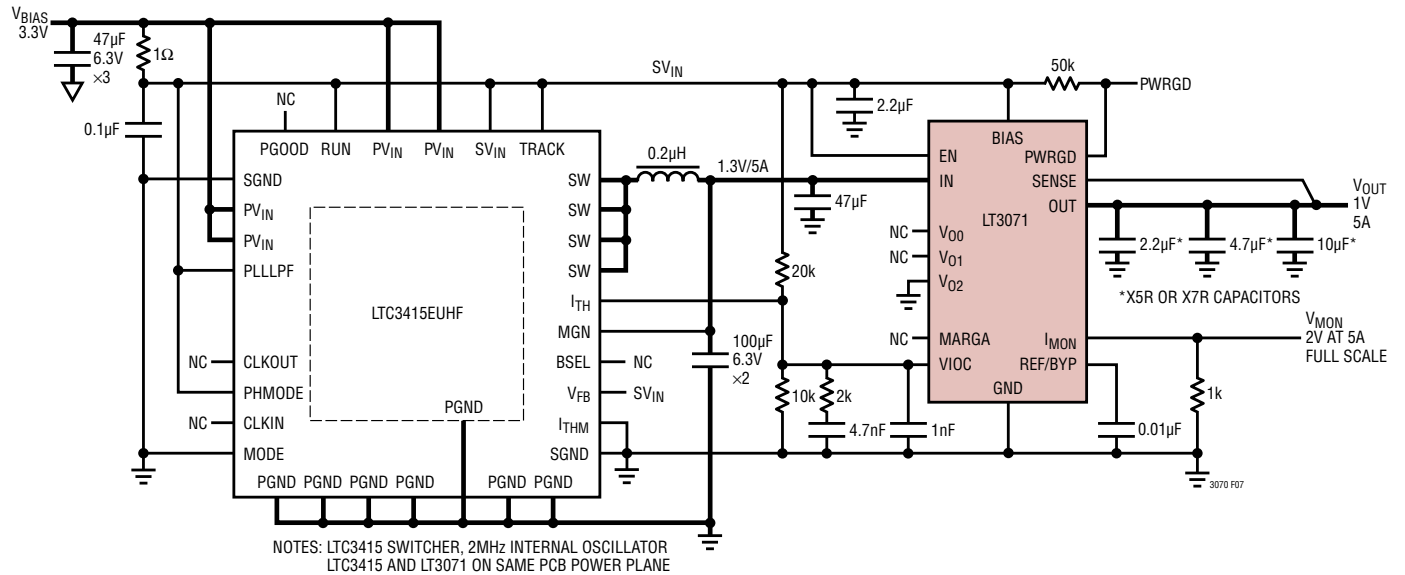 VBIAS
3.3V
47µF
6.3V
×3
1Ω
0.1µF
NC
SVIN
50k
PWRGD
2.2µF
PGOOD RUN PVIN PVIN SVIN TRACK
SGND
PVIN
PVIN
PLLLPF
NC CLKOUT
PHMODE
NC CLKIN
MODE
LTC3415EUHF
PGND
SW
SW
SW
SW
ITH
MGN
BSEL NC
VFB SVIN
ITHM
SGND
PGND PGND PGND PGND PGND PGND
0.2µH
1.3V/5A
47µF
100µF
6.3V
×2
20k
10k
2k
4.7nF
1nF
BIAS
EN
PWRGD
IN
SENSE
OUT
LT3071
NC VO0
NC VO1
VO2
NC MARGA
IMON
VIOC
REF/BYP
GND
VOUT
1V
5A
2.2µF* 4.7µF* 10µF*
*X5R OR X7R CAPACITORS
VMON
2V AT 5A
FULL SCALE
1k
0.01µF
3070 F07
NOTES: LTC3415 SWITCHER, 2MHz INTERNAL OSCILLATOR
LTC3415 AND LT3071 ON SAME PCB POWER PLANE